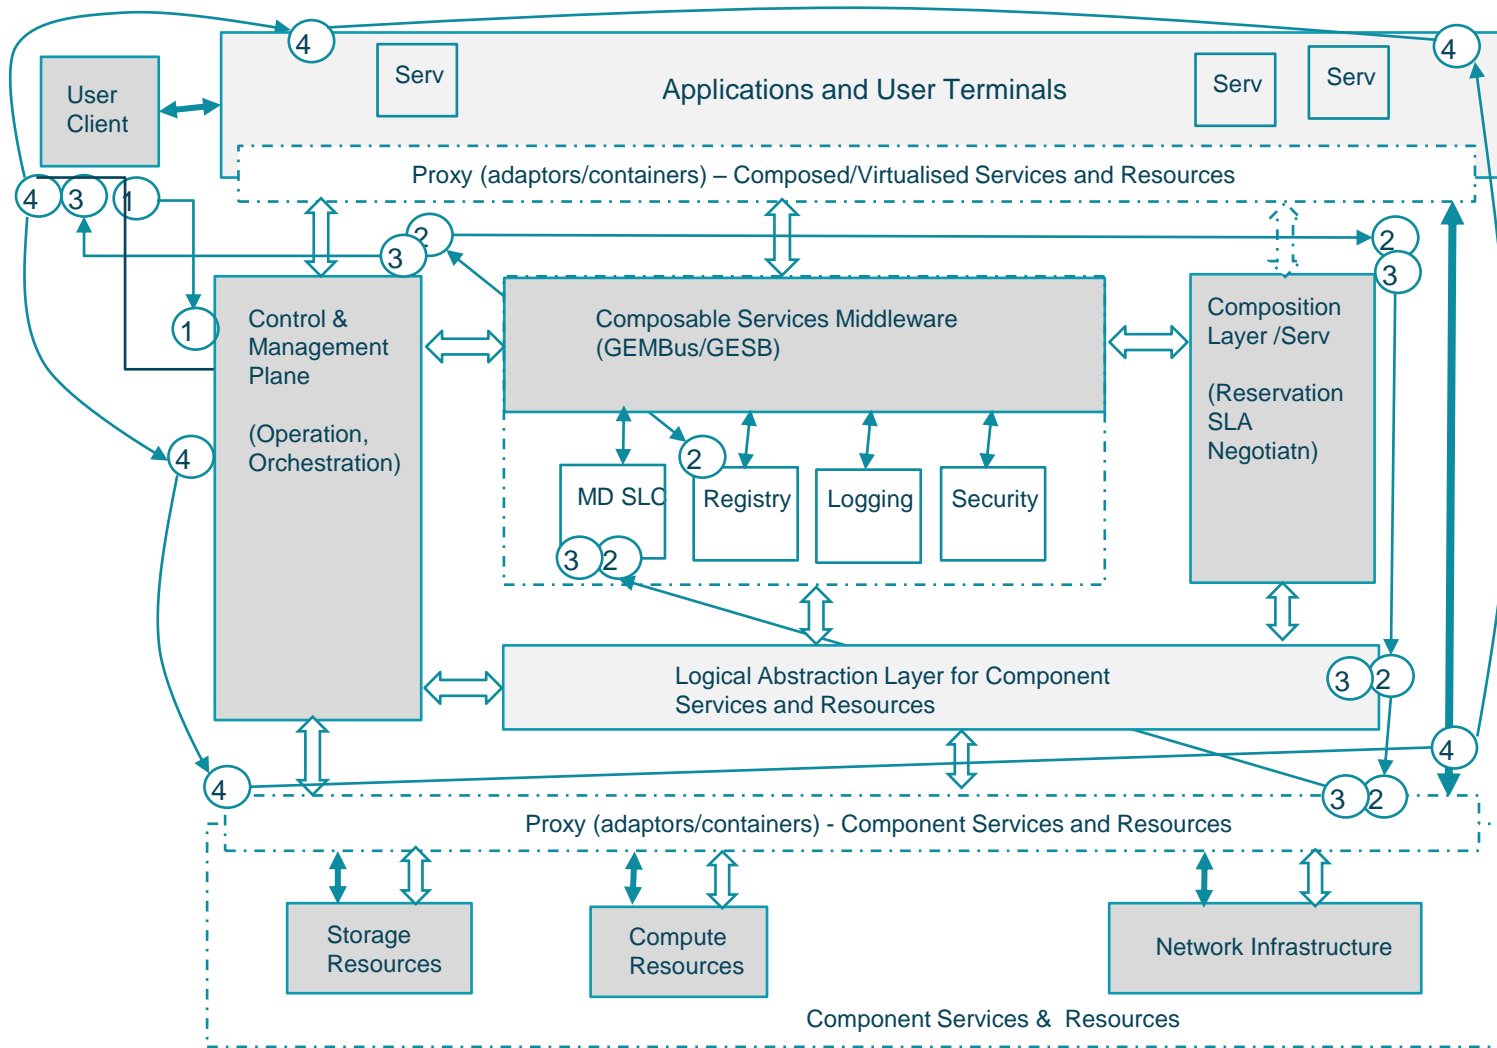 4
4
Serv
Applications and User Terminals
Serv
Serv
User
Client
Proxy (adaptors/containers) – Composed/Virtualised Services and Resources
4
3
1
2
3
2
3
1
Control &
Management
Plane
(Operation,
Orchestration)
Composable Services Middleware
(GEMBus/GESB)
Composition
Layer /Serv
(Reservation
SLA
Negotiatn)
4
2
MD SLC
Registry
Logging
Security
3
2
Logical Abstraction Layer for Component
Services and Resources
3
2
4
4
3
2
Proxy (adaptors/containers) - Component Services and Resources
Storage
Resources
Compute
Resources
Network Infrastructure
Component Services & Resources